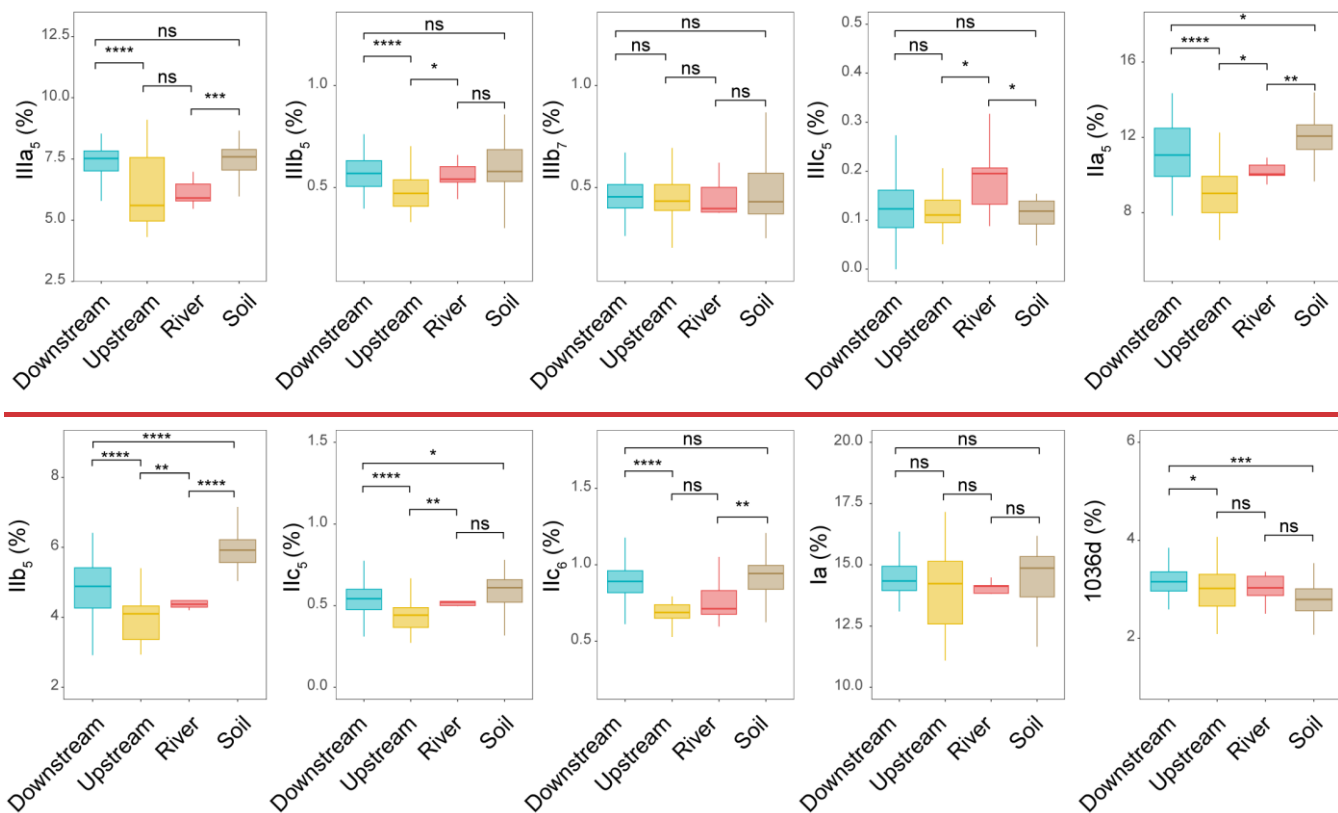 IIIa5 (%)
12.5
10.0
7.5
5.0
2.5
ns
****
ns
***
Downstream
Upstream
River
Soil
IIIb5 (%)
1.0
0.5
ns
****
*
ns
Downstream
Upstream
River
Soil
IIIb7 (%)
1.0
0.5
ns
ns
ns
ns
Downstream
Upstream
River
Soil
IIIc5 (%)
0.5
0.4
0.3
0.2
0.1
0.0
ns
ns
*
*
Downstream
Upstream
River
Soil
IIa5 (%)
16
12
8
*
****
*
**
Downstream
Upstream
River
Soil
IIb5 (%)
8
6
4
2
****
****
**
****
Downstream
Upstream
River
Soil
IIc5 (%)
1.5
1.0
0.5
0.0
*
****
**
ns
Downstream
Upstream
River
Soil
IIc6 (%)
1.5
1.0
0.5
ns
****
ns
**
Downstream
Upstream
River
Soil
Ia (%)
20.0
17.5
15.0
12.5
10.0
ns
ns
ns
ns
Downstream
Upstream
River
Soil
1036d (%)
6
4
2
***
*
ns
ns
Downstream
Upstream
River
Soil